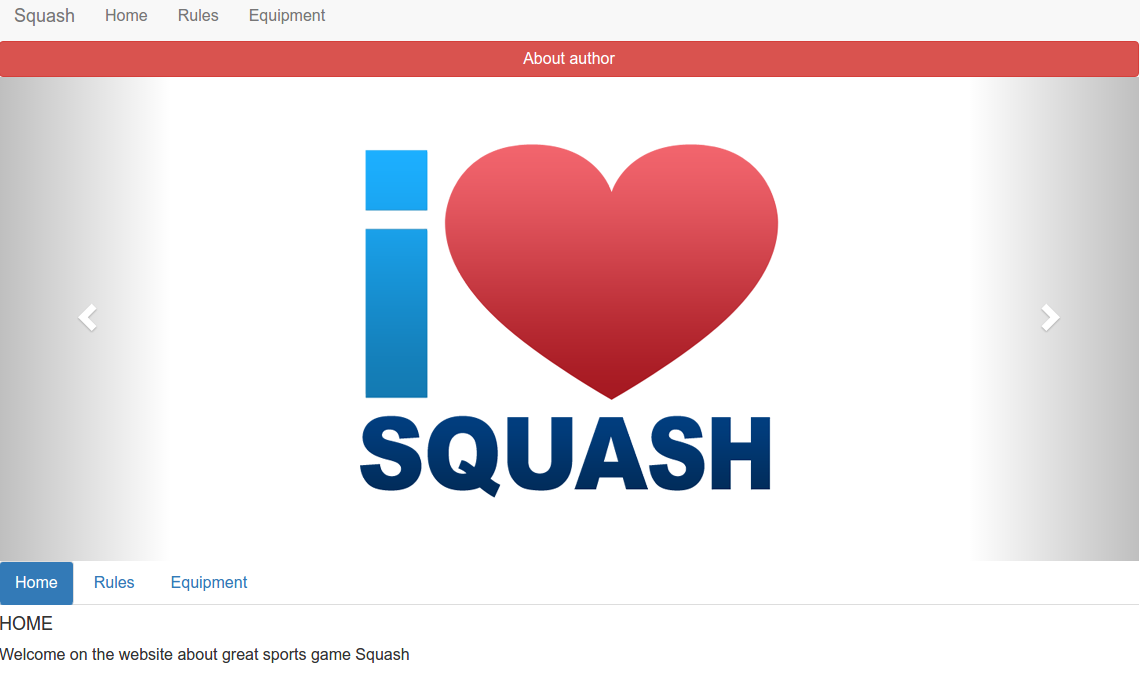 Squash Home Rules Equipment
About author
i
SQUASH
Home Rules Equipment
HOME
Welcome on the website about great sports game Squash